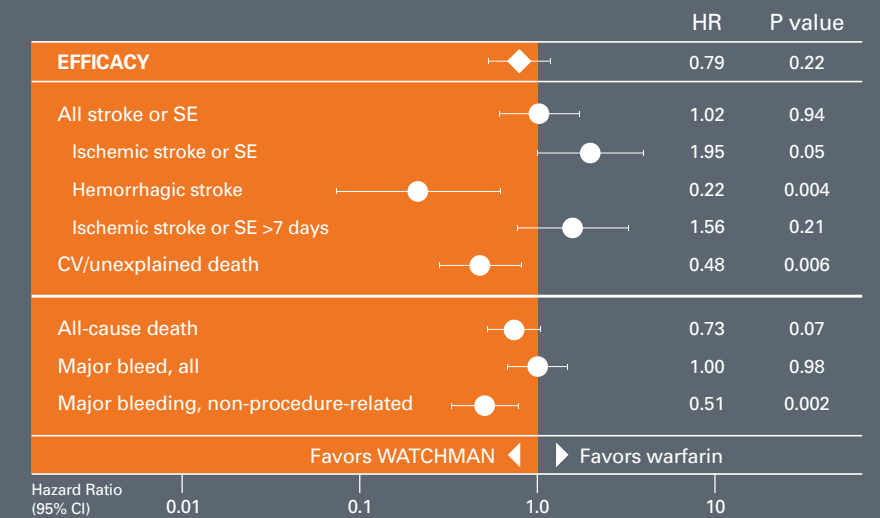 HR P value
EFFICACY 0.79 0.22
All stroke or SE 1.02 0.94
Ischemic stroke or SE 1.95 0.05
Hemorrhagic stroke 0.22 0.004
Ischemic stroke or SE >7 days 1.56 0.21
CV/unexplained death 0.48 0.006
All-cause death 0.73 0.07
Major bleed, all 1.00 0.98
Major bleeding, non-procedure-related 0.51 0.002
Favors WATCHMAN Favors warfarin
Hazard Ratio
(95% CI) 0.01 0.1 1.0 10